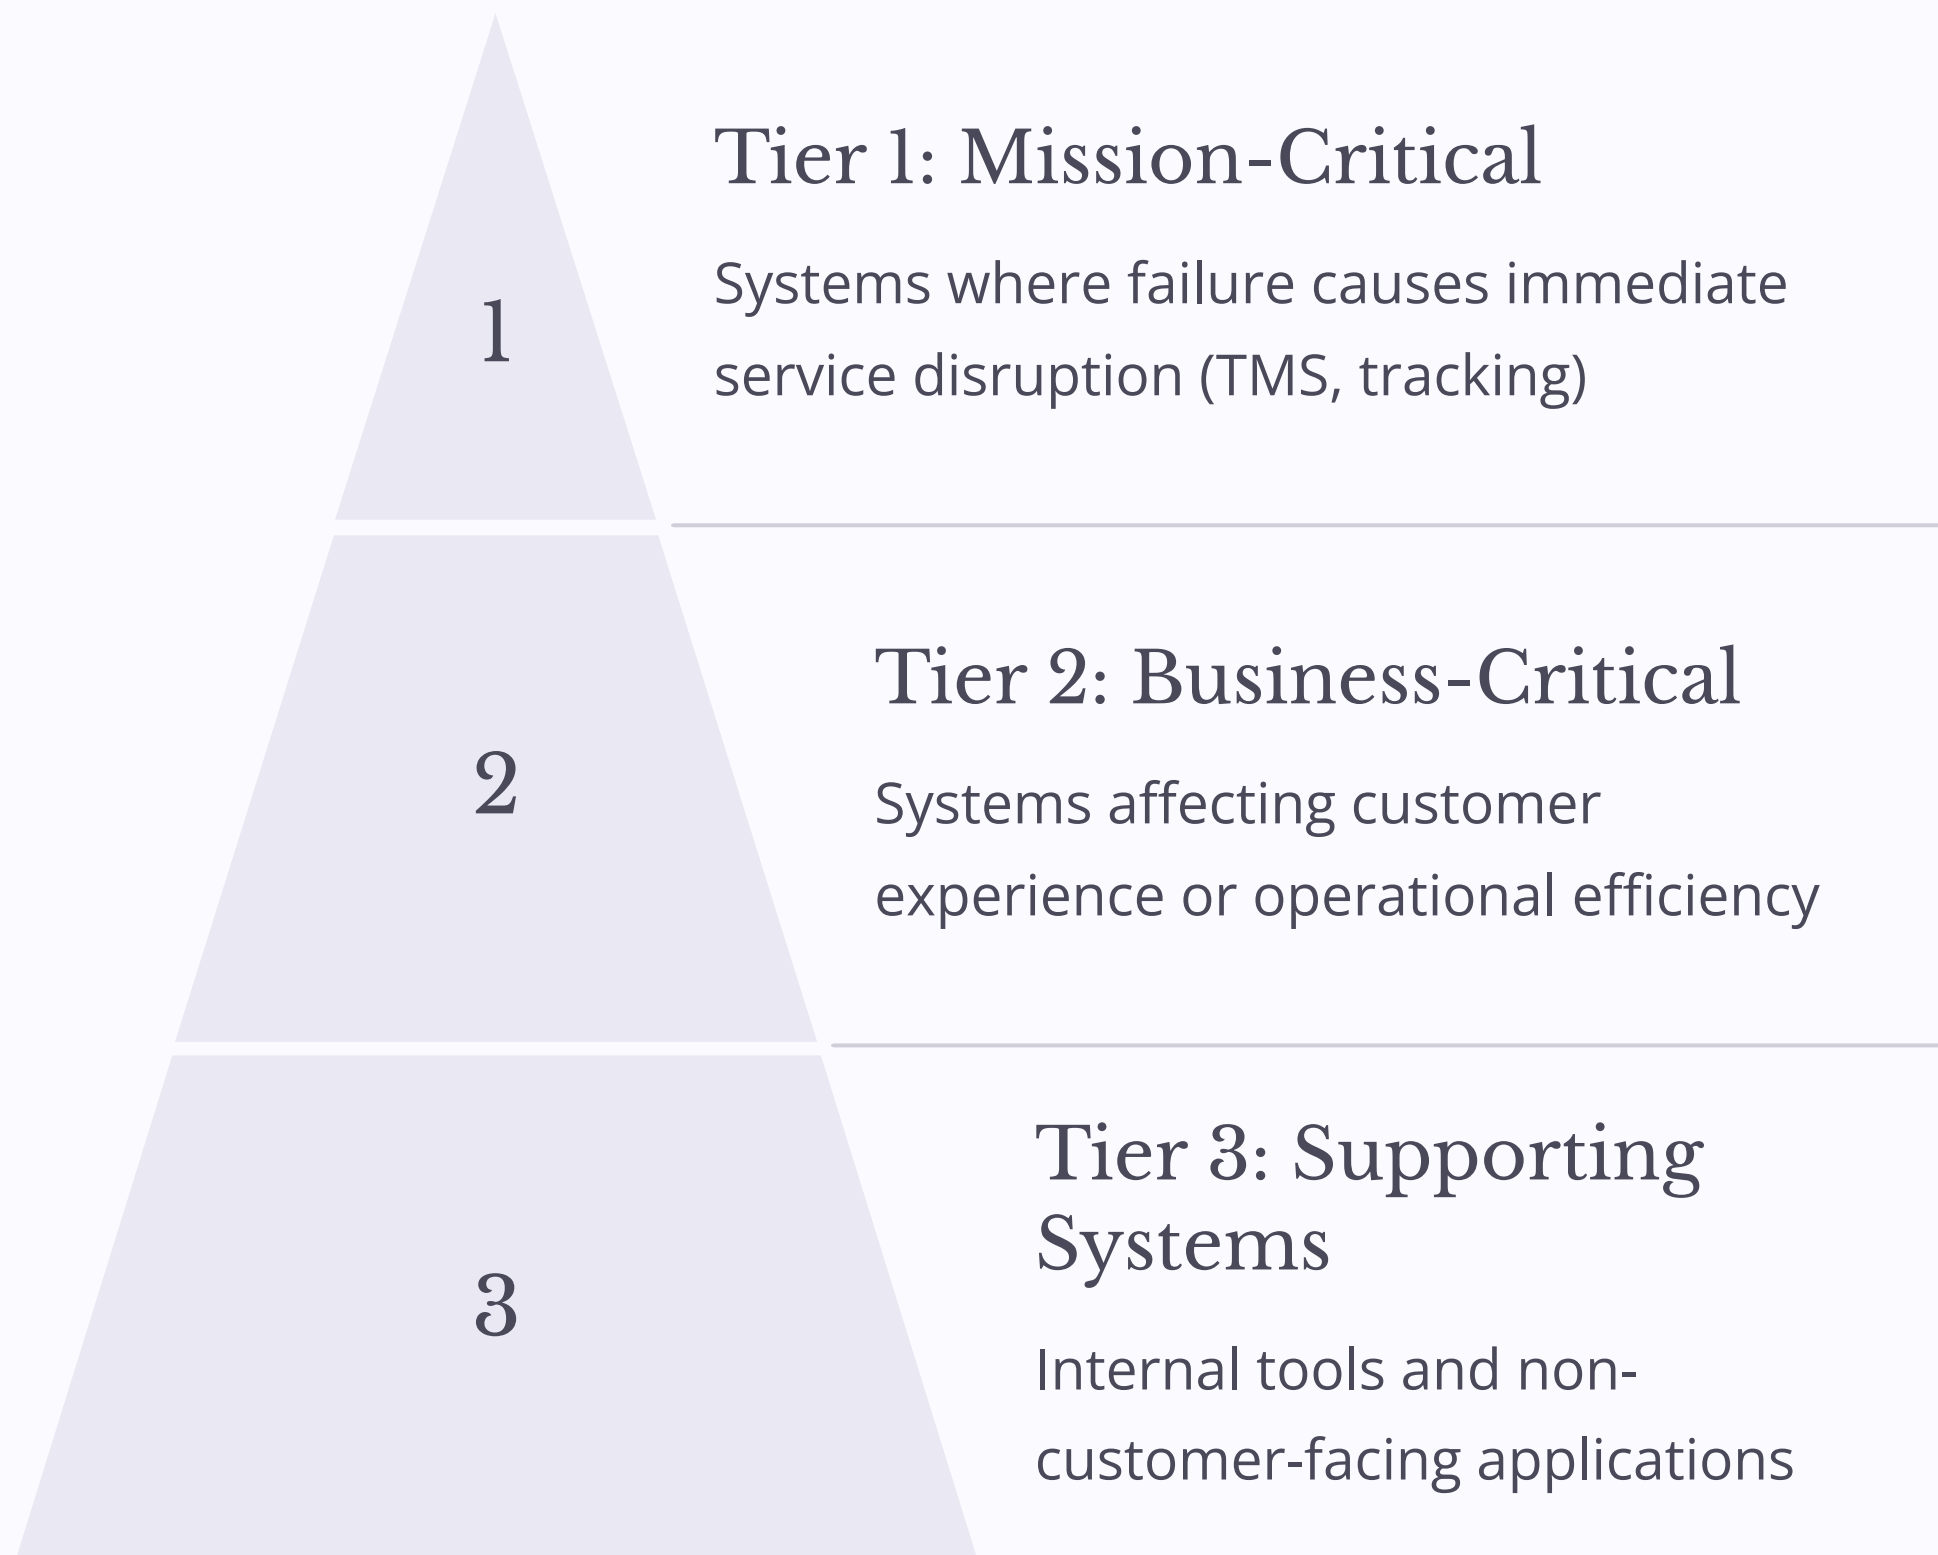 1
Tier 1: Mission-Critical
Systems where failure causes immediate
service disruption (TMS, tracking)
2
Tier 2: Business-Critical
Systems affecting customer
experience or operational efficiency
3
Tier 3: Supporting
Systems
Internal tools and non-
customer-facing applications